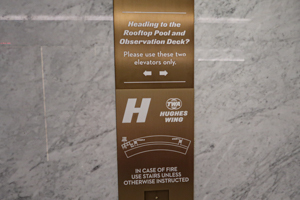 Heading to the
Rooftop Pool and
Observation Deck?
Please use these two
elevators only.
H
TWA
HUGHES
WING
IN CASE OF FIRE
USE STAIRS UNLESS
OTHERWISE INSTRUCTED